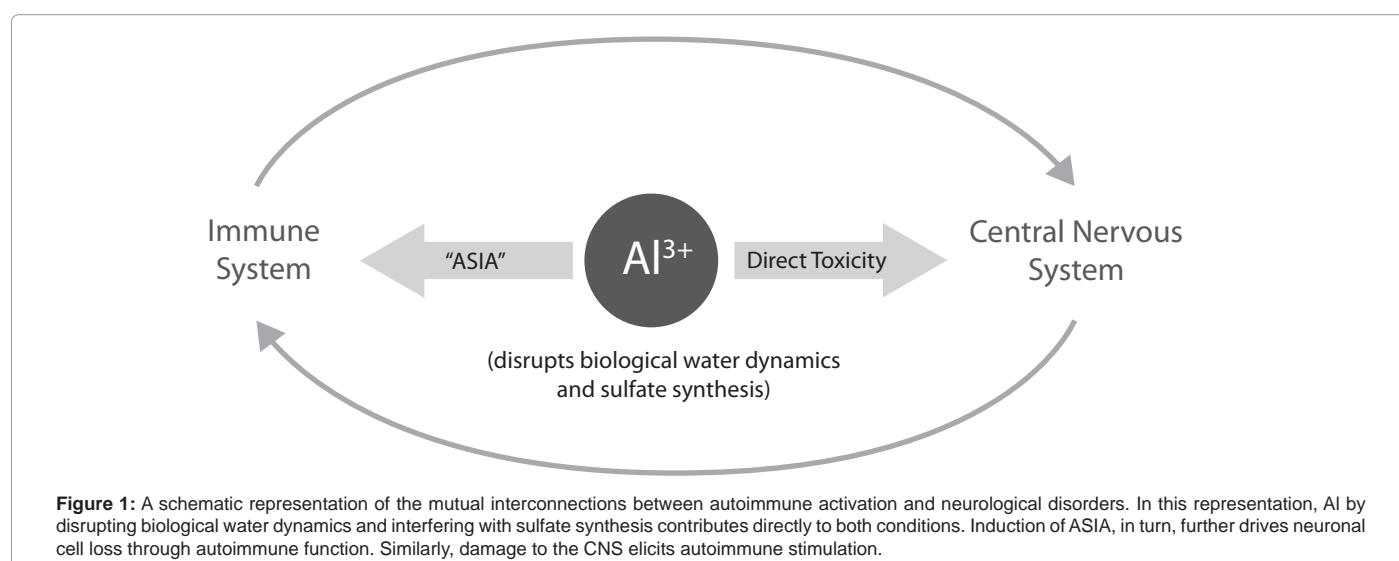 Immune
System
"ASIA"
Al3+
Direct Toxicity
Central Nervous
System
(disrupts biological water dynamics
and sulfate synthesis)
Figure 1: A schematic representation of the mutual interconnections between autoimmune activation and neurological disorders. In this representation, Al by
disrupting biological water dynamics and interfering with sulfate synthesis contributes directly to both conditions. Induction of ASIA, in turn, further drives neuronal
cell loss through autoimmune function. Similarly, damage to the CNS elicits autoimmune stimulation.